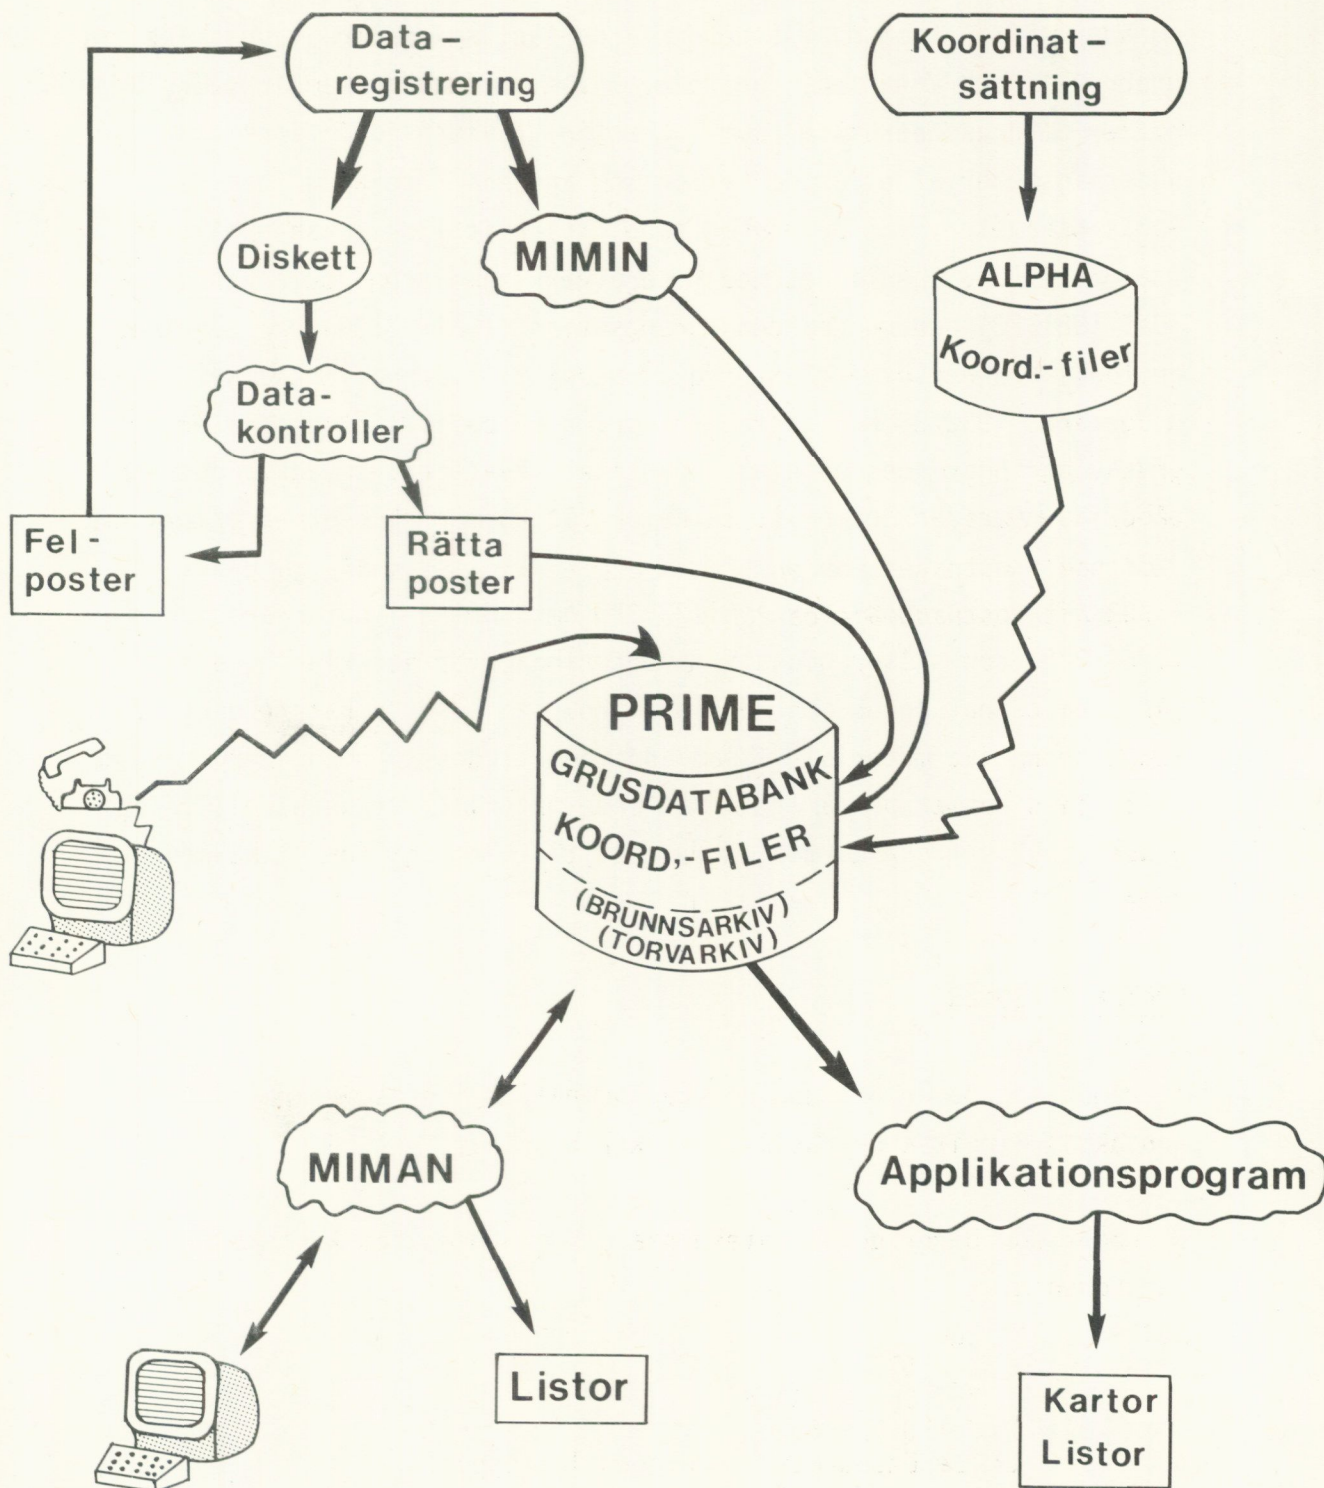 Data-
registrering
Koordinat-
sättning
Diskett
MIMIN
ALPHA
Koord.-filer
Data-
kontroller
Fel-
poster
Rätta
poster
PRIME
GRUSDATABANK
KOORD,-FILER
(BRUNNSARKIV)
(TORVARKIV)
MIMAN
Applikationsprogram
Listor
Kartor
Listor